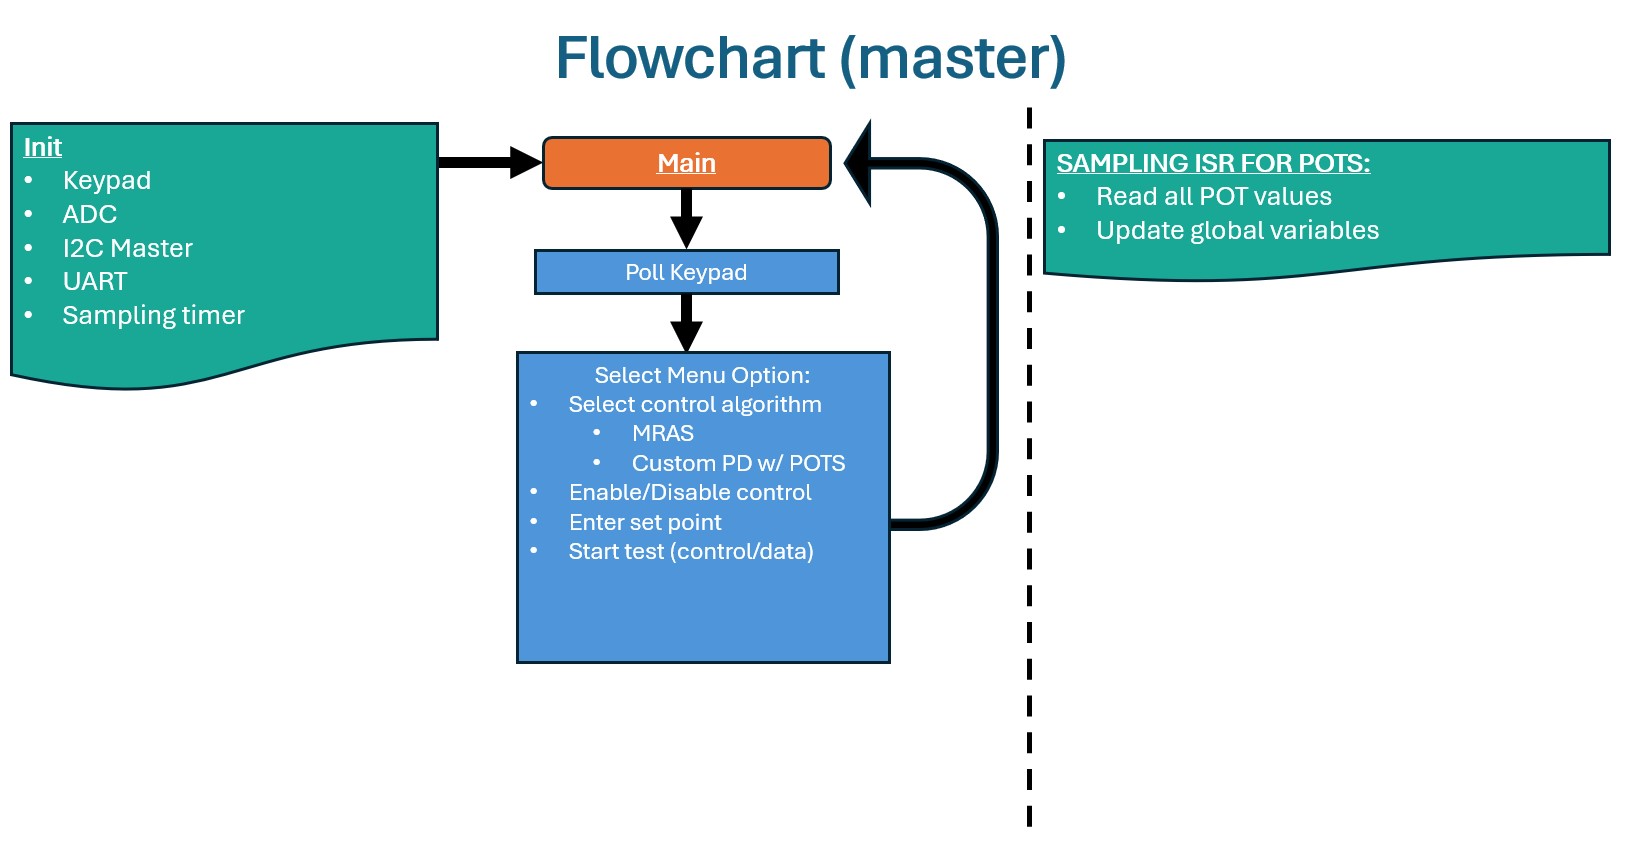 Flowchart (master)
Init
• Keypad
• ADC
• I2C Master
• UART
• Sampling timer
Main
Poll Keypad
Select Menu Option:
• Select control algorithm
• MRAS
• Custom PD w/ POTS
• Enable/Disable control
• Enter set point
• Start test (control/data)
SAMPLING ISR FOR POTS:
• Read all POT values
• Update global variables